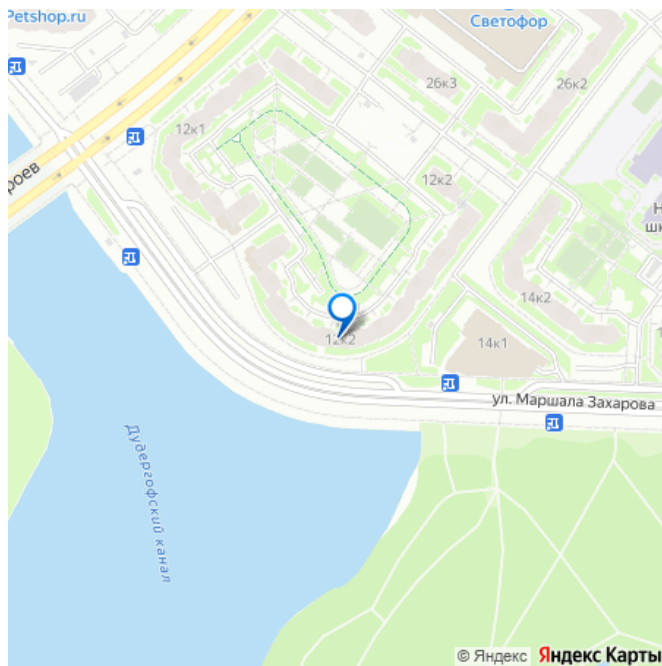 Petshop.ru
Светофор
26к3
26к2
12к1
роев
12к2
Н
шк
14к2
12к2
14к1
1
ул. Маршала Захарова
Дудергофский канал
© Яндекс Яндекс Карты